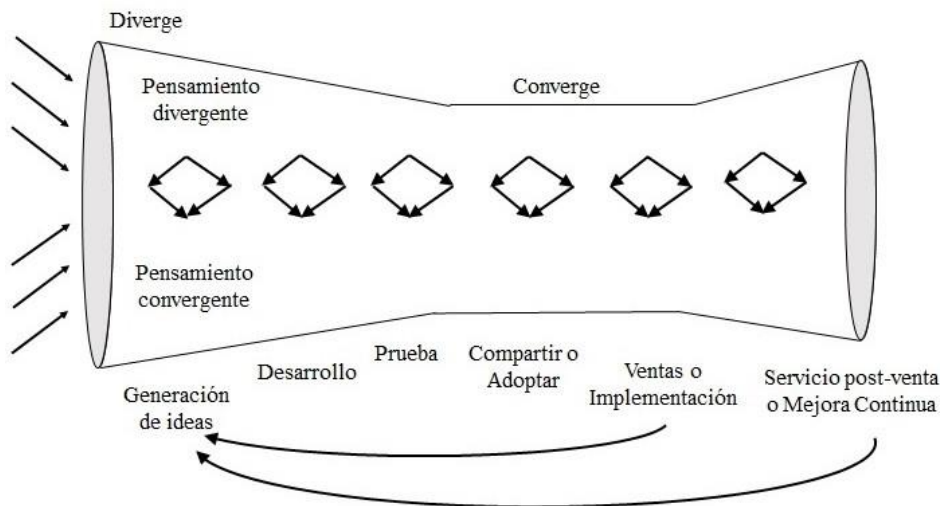 Diverge
Pensamiento
divergente
Converge
Pensamiento
convergente
Generación
de ideas
Desarrollo
Prueba
Compartir o
Adoptar
Ventas o
Implementación
Servicio post-venta
o Mejora Continua